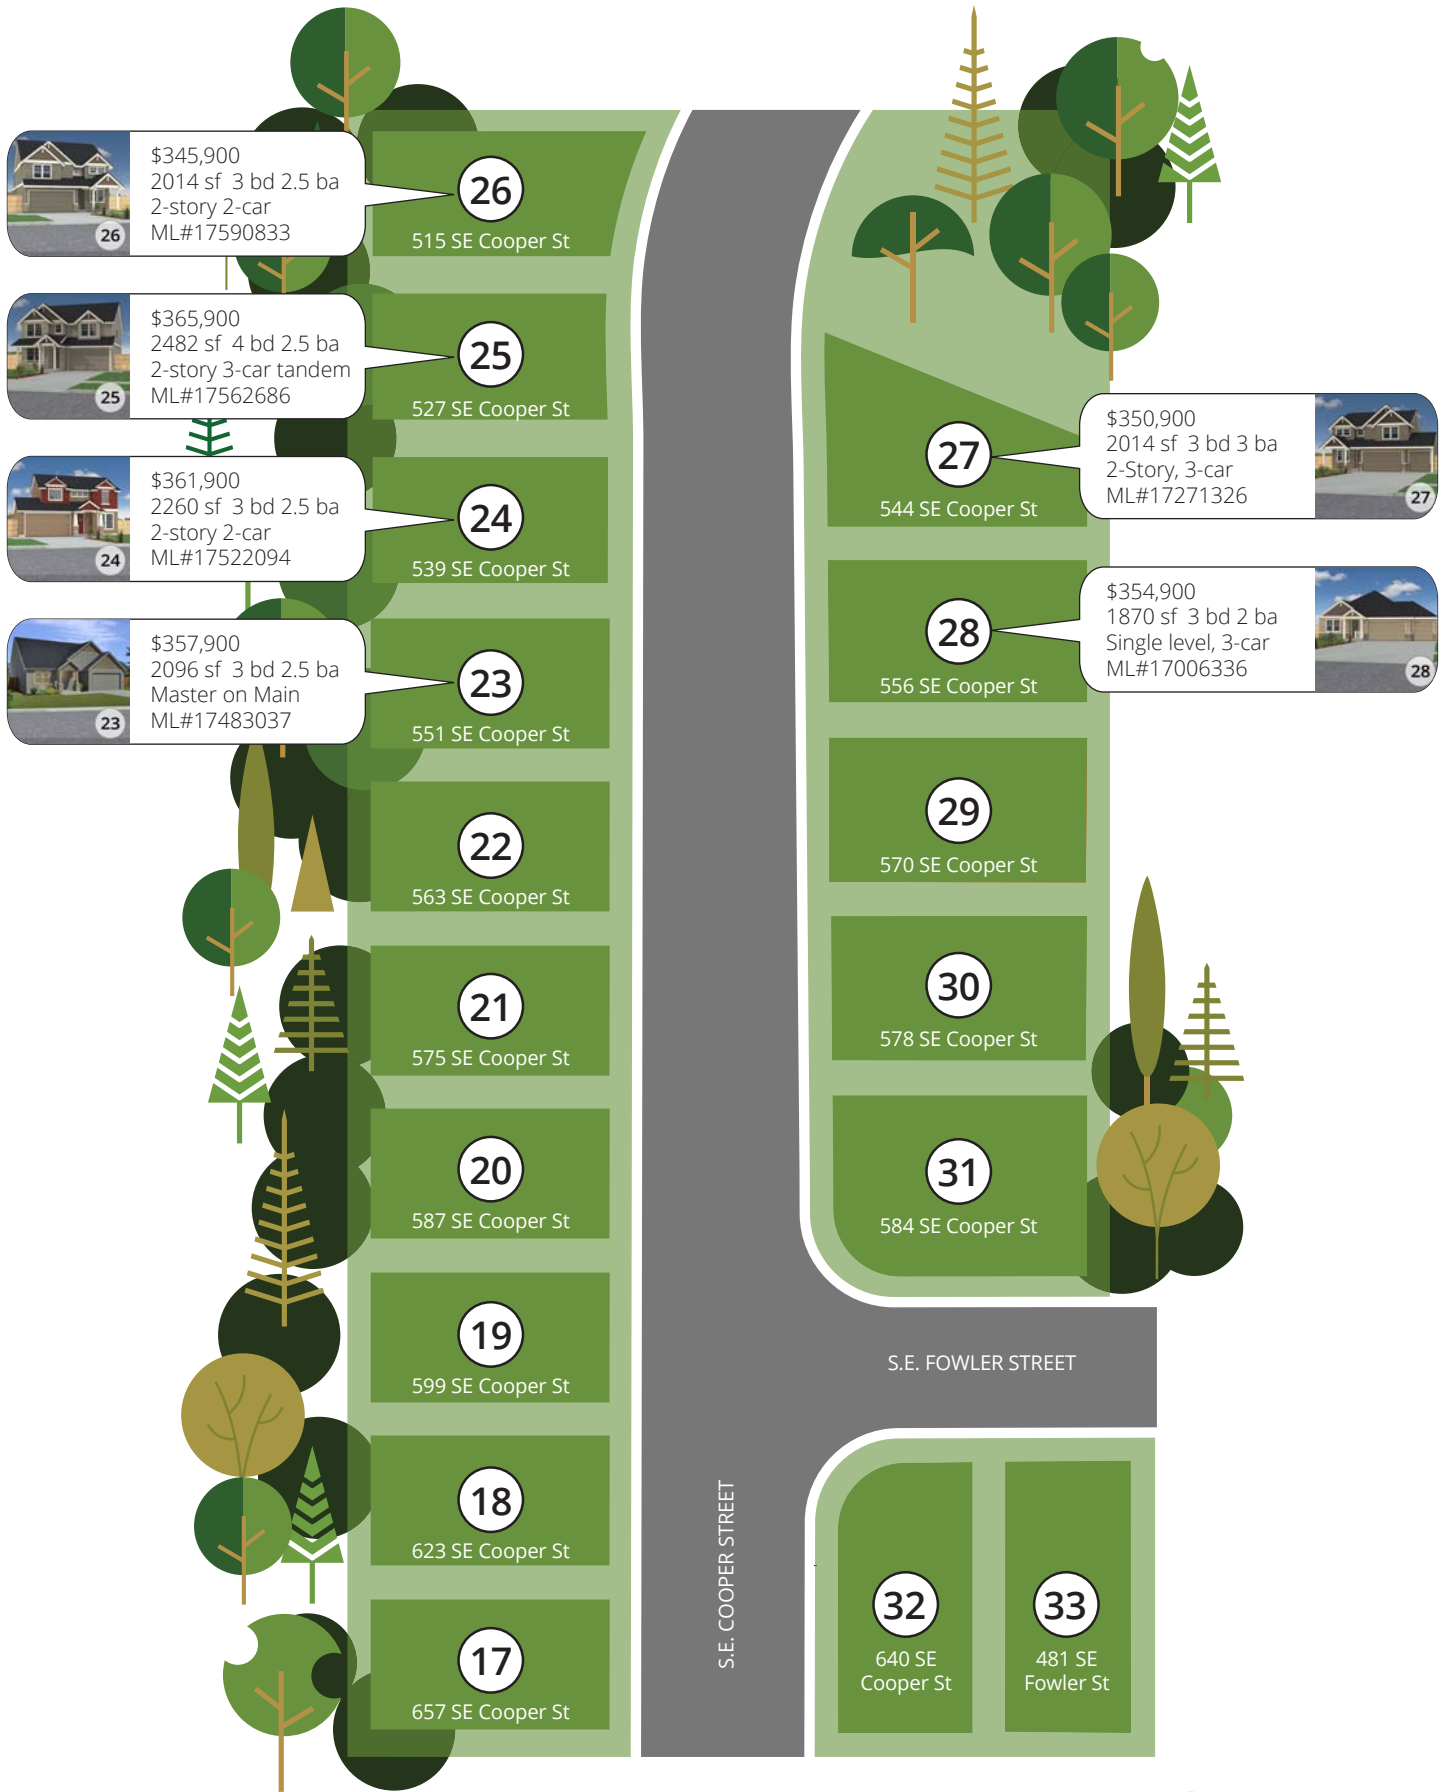 $345,900
2014 sf 3 bd 2.5 ba
2-story 2-car
ML#17590833
26
26
515 SE Cooper St
$365,900
2482 sf 4 bd 2.5 ba
2-story 3-car tandem
ML#17562686
25
25
527 SE Cooper St
$361,900
2260 sf 3 bd 2.5 ba
2-story 2-car
ML#17522094
24
24
539 SE Cooper St
$357,900
2096 sf 3 bd 2.5 ba
Master on Main
ML#17483037
23
23
551 SE Cooper St
22
563 SE Cooper St
21
575 SE Cooper St
20
587 SE Cooper St
19
599 SE Cooper St
18
623 SE Cooper St
17
657 SE Cooper St
S.E. COOPER STREET
27
544 SE Cooper St
$350,900
2014 sf 3 bd 3 ba
2-Story, 3-car
ML#17271326
27
28
556 SE Cooper St
$354,900
1870 sf 3 bd 2 ba
Single level, 3-car
ML#17006336
28
29
570 SE Cooper St
30
578 SE Cooper St
31
584 SE Cooper St
S.E. FOWLER STREET
32
640 SE
Cooper St
33
481 SE
Fowler St